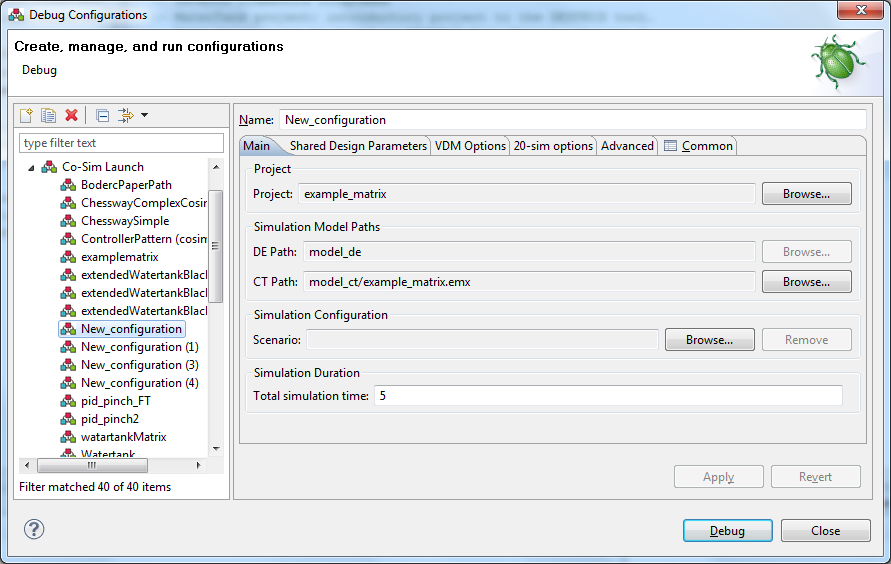 Debug Configurations
Create, manage, and run configurations
Debug
Name: New_configuration
type filter text
Main Shared Design Parameters VDM Options 20-sim options Advanced Common
Co-Sim Launch
BodercPaperPath
ChesswayComplexCosin
ChesswaySimple
ControllerPattern (cosim
examplematrix
extendedWatertankBlack
extendedWatertankBlack
extendedWatertankBlack
New_configuration
New_configuration (1)
New_configuration (3)
New_configuration (4)
pid_pinch_FT
pid_pinch2
watartankMatrix
Watertank
Filter matched 40 of 40 items
Project
Project: example_matrix Browse...
Simulation Model Paths
DE Path: model_de Browse...
CT Path: model_ct/example_matrix.emx Browse...
Simulation Configuration
Scenario: Browse... Remove
Simulation Duration
Total simulation time: 5
Apply Revert
? Debug Close